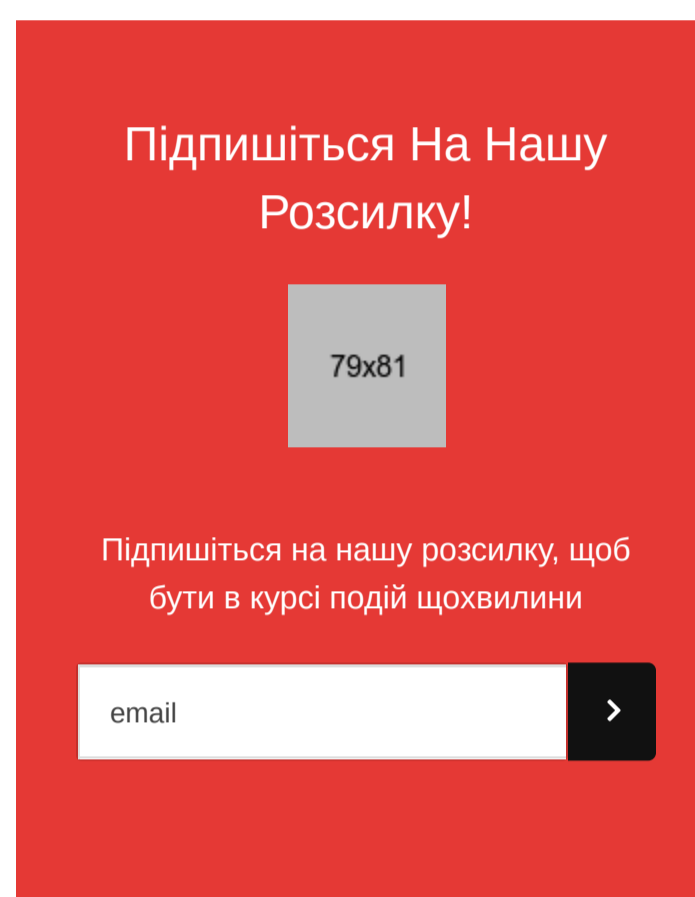 Підпишіться На Нашу
Розсилку!
79x81
Підпишіться на нашу розсилку, щоб
бути в курсі подій щохвилини
email